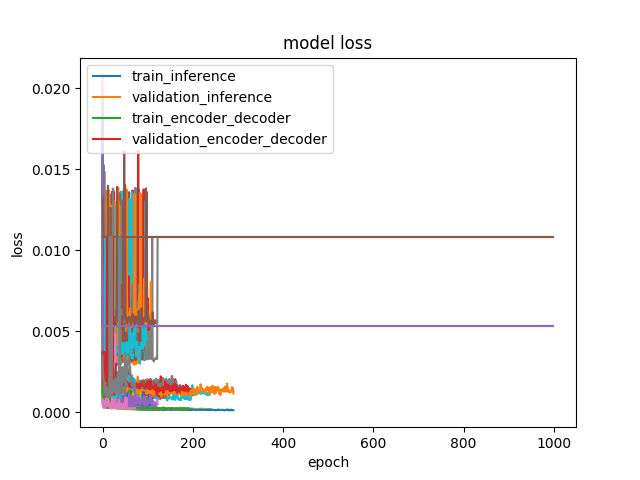 model loss
train_inference
validation_inference
train_encoder_decoder
validation_encoder_decoder
0.020
0.015
0.010
0.005
0.000
loss
0 200 400 600 800 1000
epoch